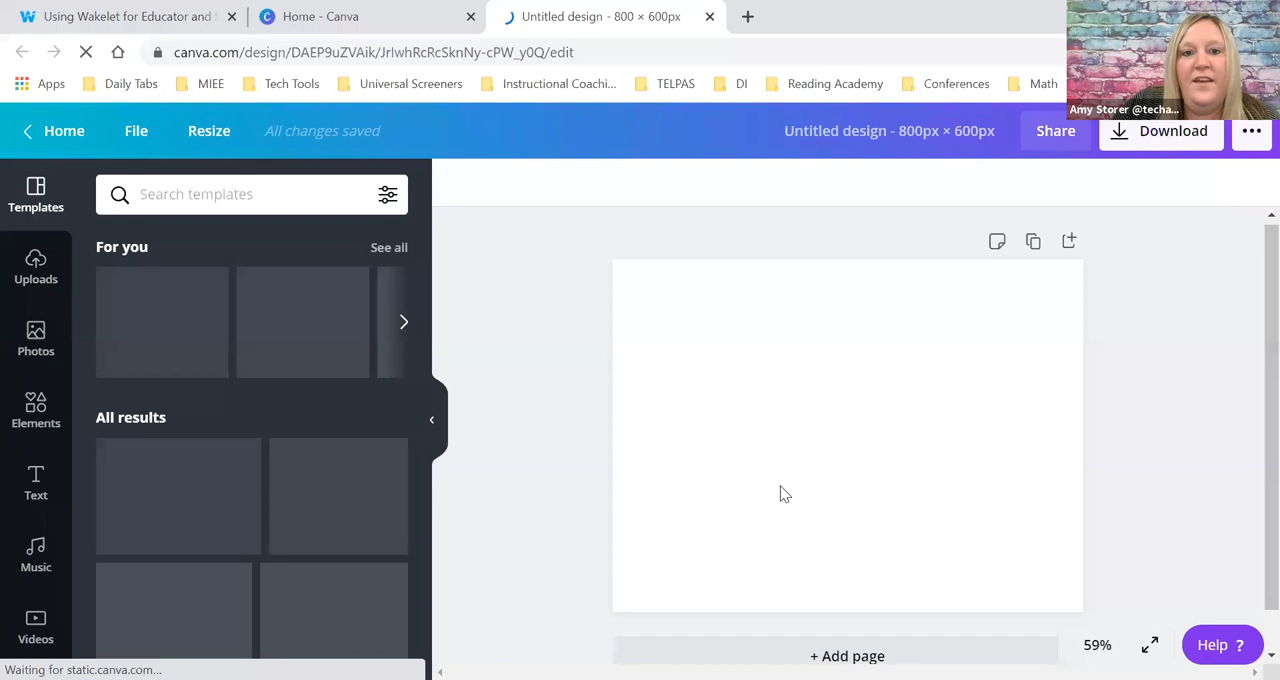 Using Wakelet for Educator and
Home - Canva
Untitled design - 800 × 600px
canva.com/design/DAEP9uZVAik/JrIwhRcRcSknNy-cPW_y0Q/edit
Apps
Daily Tabs
MIEE
Tech Tools
Universal Screeners
Instructional Coachi...
TELPAS
DI
Reading Academy
Conferences
Math
Amy Storer @techa...
Home
File
Resize
All changes saved
Untitled design - 800px × 600px
Share
Download
Templates
Search templates
For you
See all
Uploads
Photos
All results
Elements
Text
Music
Videos
+ Add page
59%
Help ?
Waiting for static.canva.com...